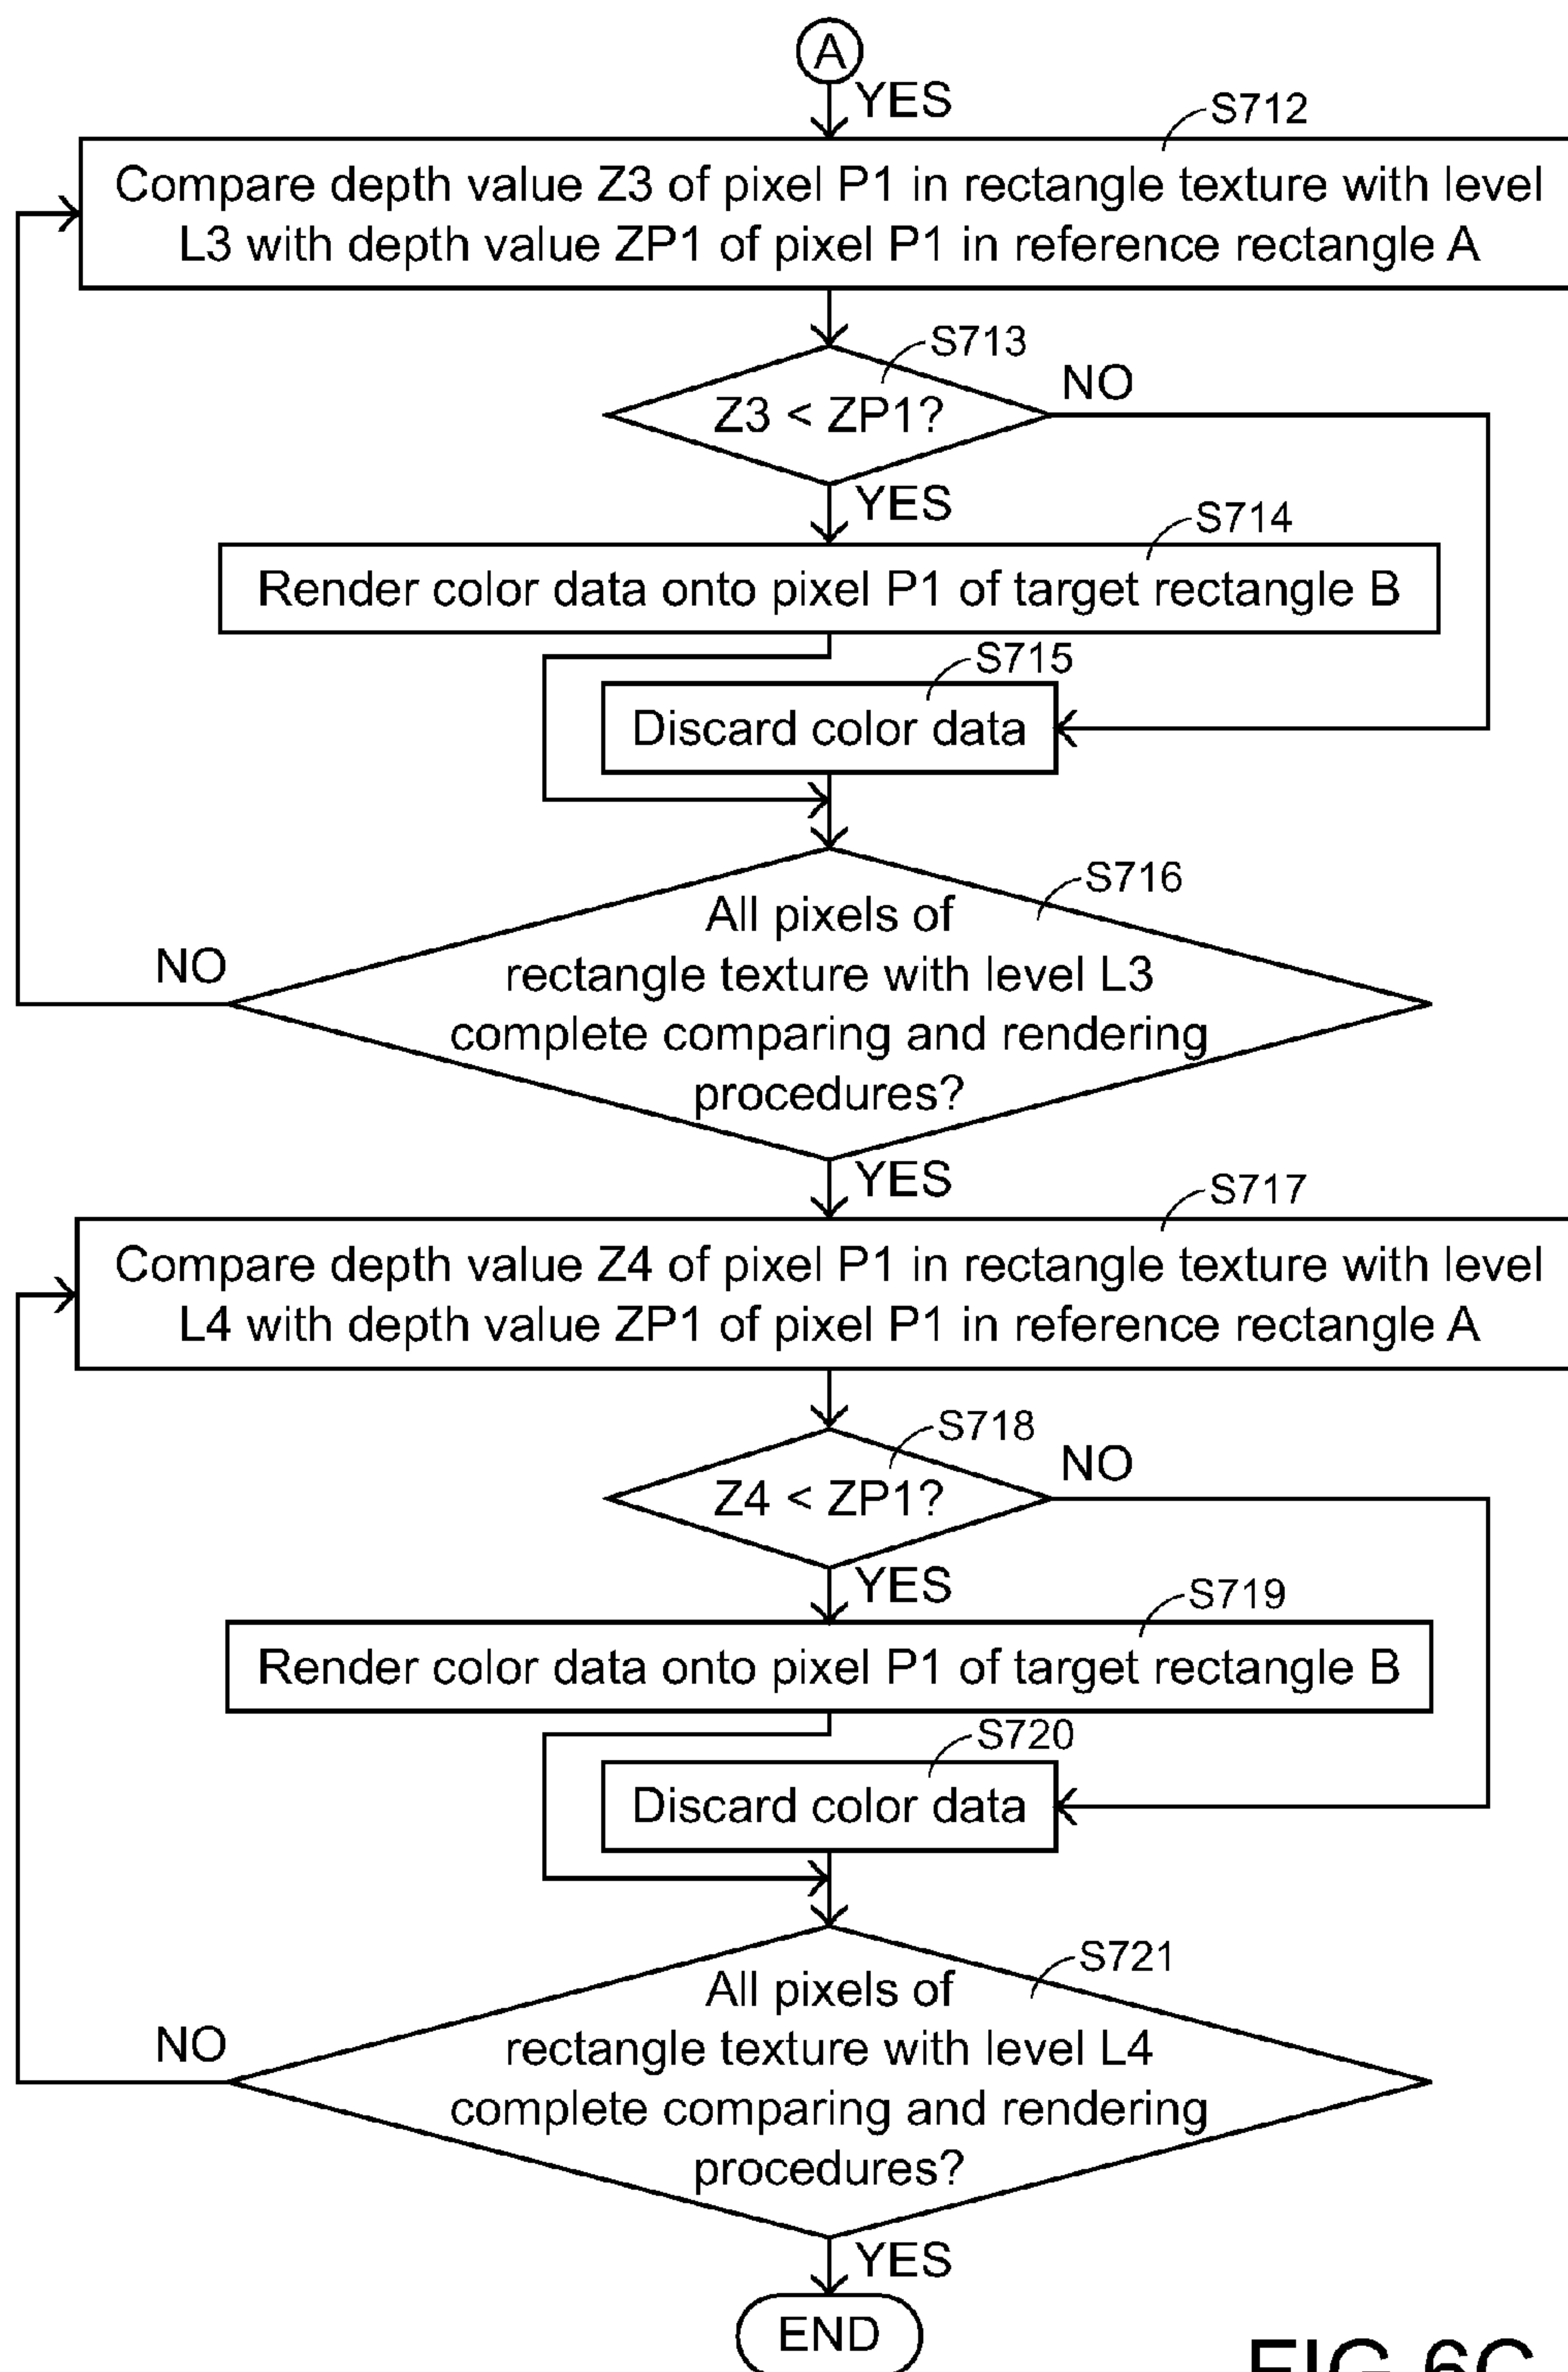 A
YES
S712
Compare depth value Z3 of pixel P1 in rectangle texture with level
L3 with depth value ZP1 of pixel P1 in reference rectangle A
S713
NO
Z3 < ZP1?
YES
S714
Render color data onto pixel P1 of target rectangle B
S715
Discard color data
S716
All pixels of
NO
rectangle texture with level L3
complete comparing and rendering
procedures?
YES
S717
Compare depth value Z4 of pixel P1 in rectangle texture with level
L4 with depth value ZP1 of pixel P1 in reference rectangle A
S718
NO
Z4 < ZP1?
YES
S719
Render color data onto pixel P1 of target rectangle B
S720
Discard color data
S721
All pixels of
NO
rectangle texture with level L4
complete comparing and rendering
procedures?
YES
END
FIG.6C